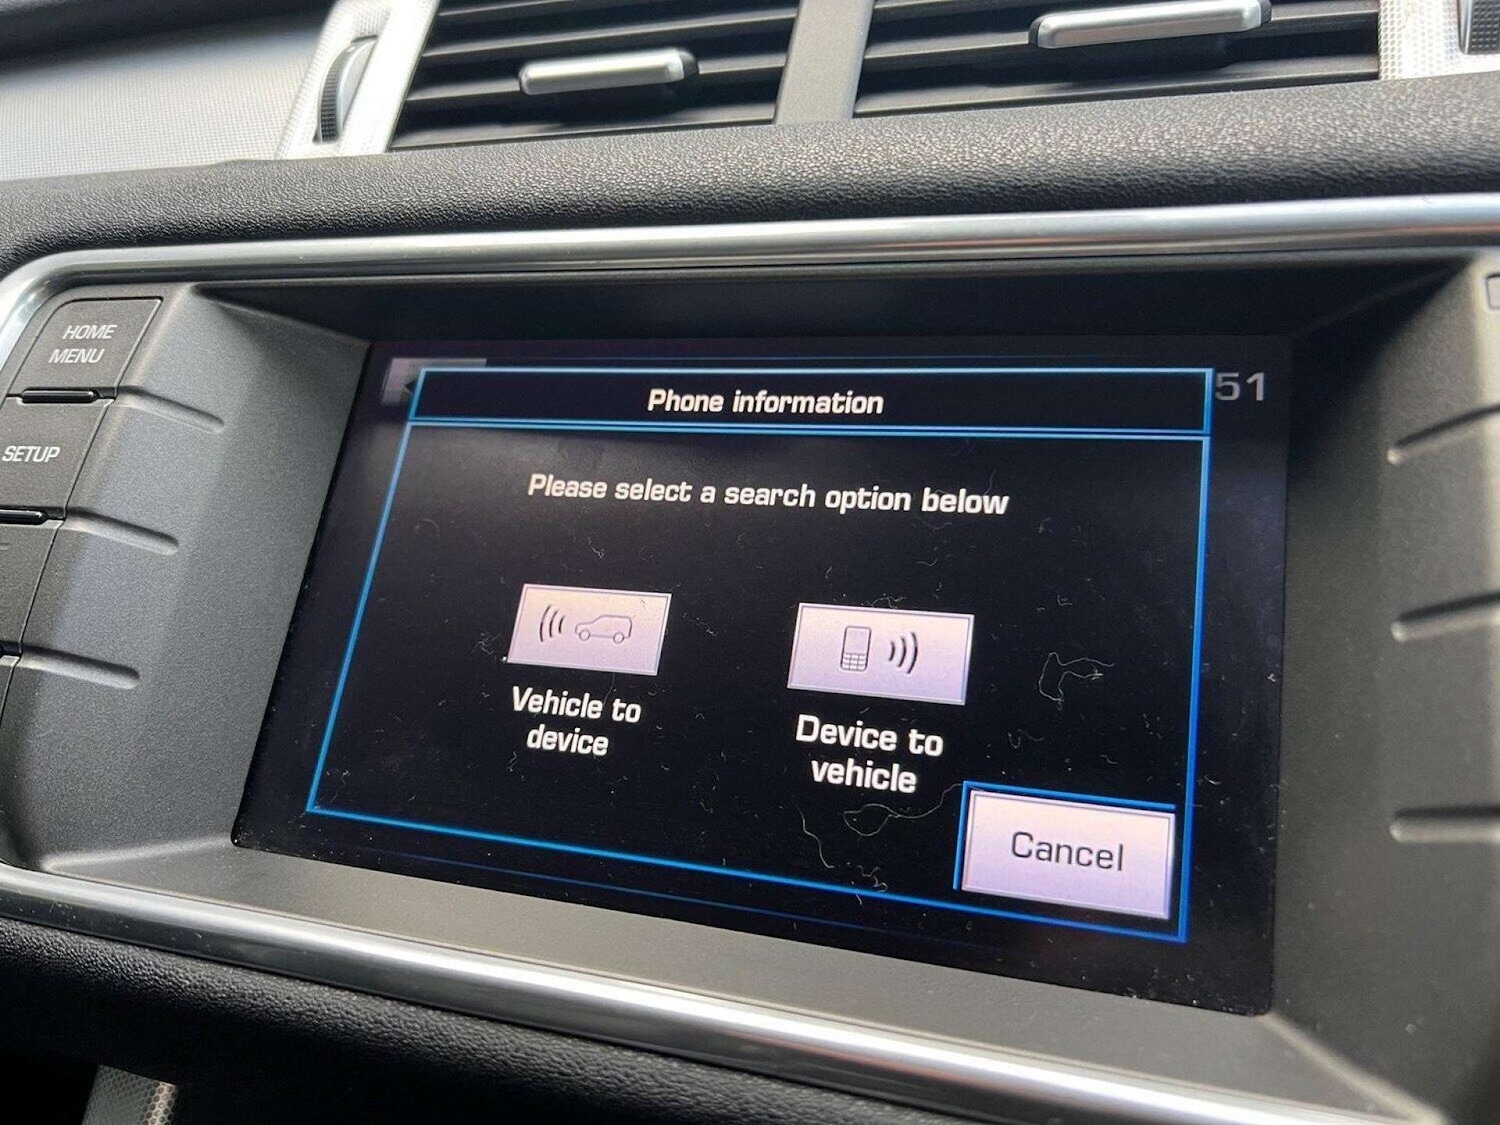 HOME
MENU
SETUP
51
Phone information
Please select a search option below
Vehicle to
device
Device to
vehicle
Cancel